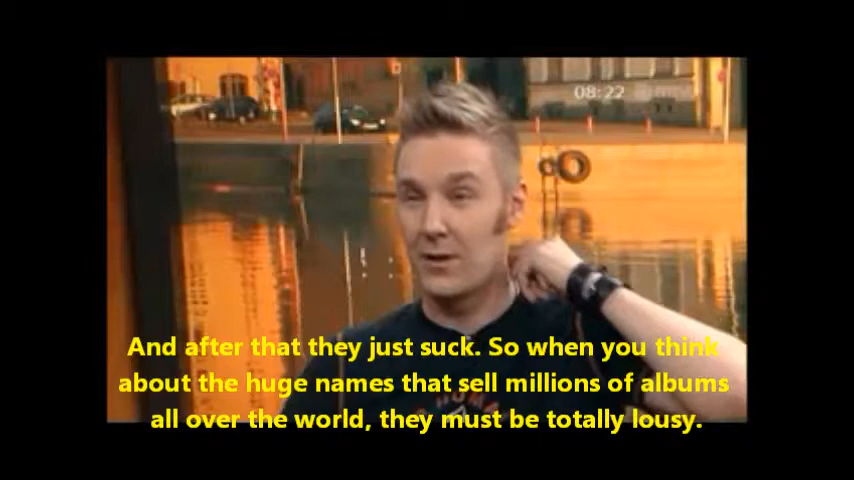 08:22
And after that they just suck. So when you think
about the huge names that sell millions of albums
all over the world, they must be totally lousy.
HUMA